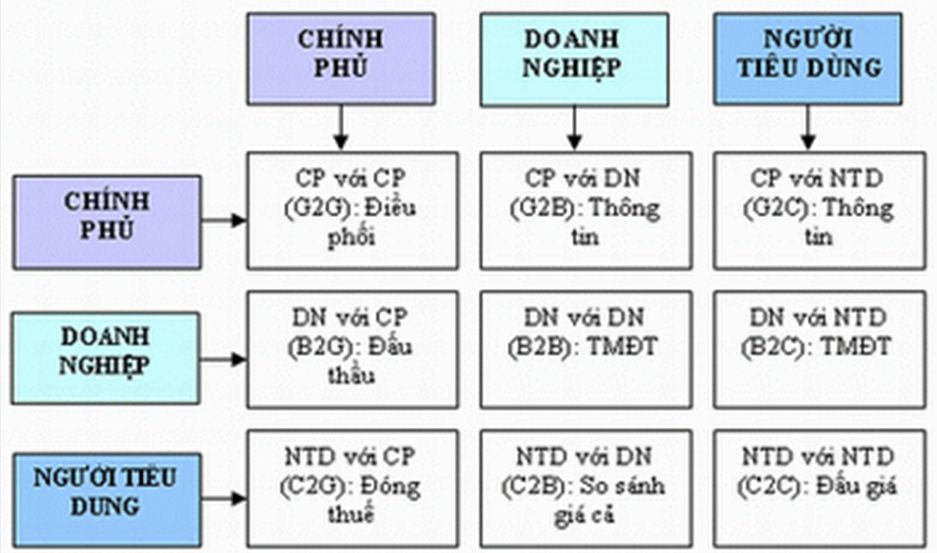 CHÍNH
PHỦ
DOANH
NGHIỆP
NGƯỜI
TIÊU DÙNG
CHÍNH
PHỦ
CP với CP
(G2G): Điều
phối
CP với DN
(G2B): Thông
tin
CP với NTD
(G2C): Thông
tin
DOANH
NGHIỆP
DN với CP
(B2G): Đấu
thầu
DN với DN
(B2B): TMĐT
DN với NTD
(B2C): TMĐT
NGƯỜI TIÊU
DUNG
NTD với CP
(C2G): Đóng
thuế
NTD với DN
(C2B): So sánh
giá cả
NTD với NTD
(C2C): Đấu giá